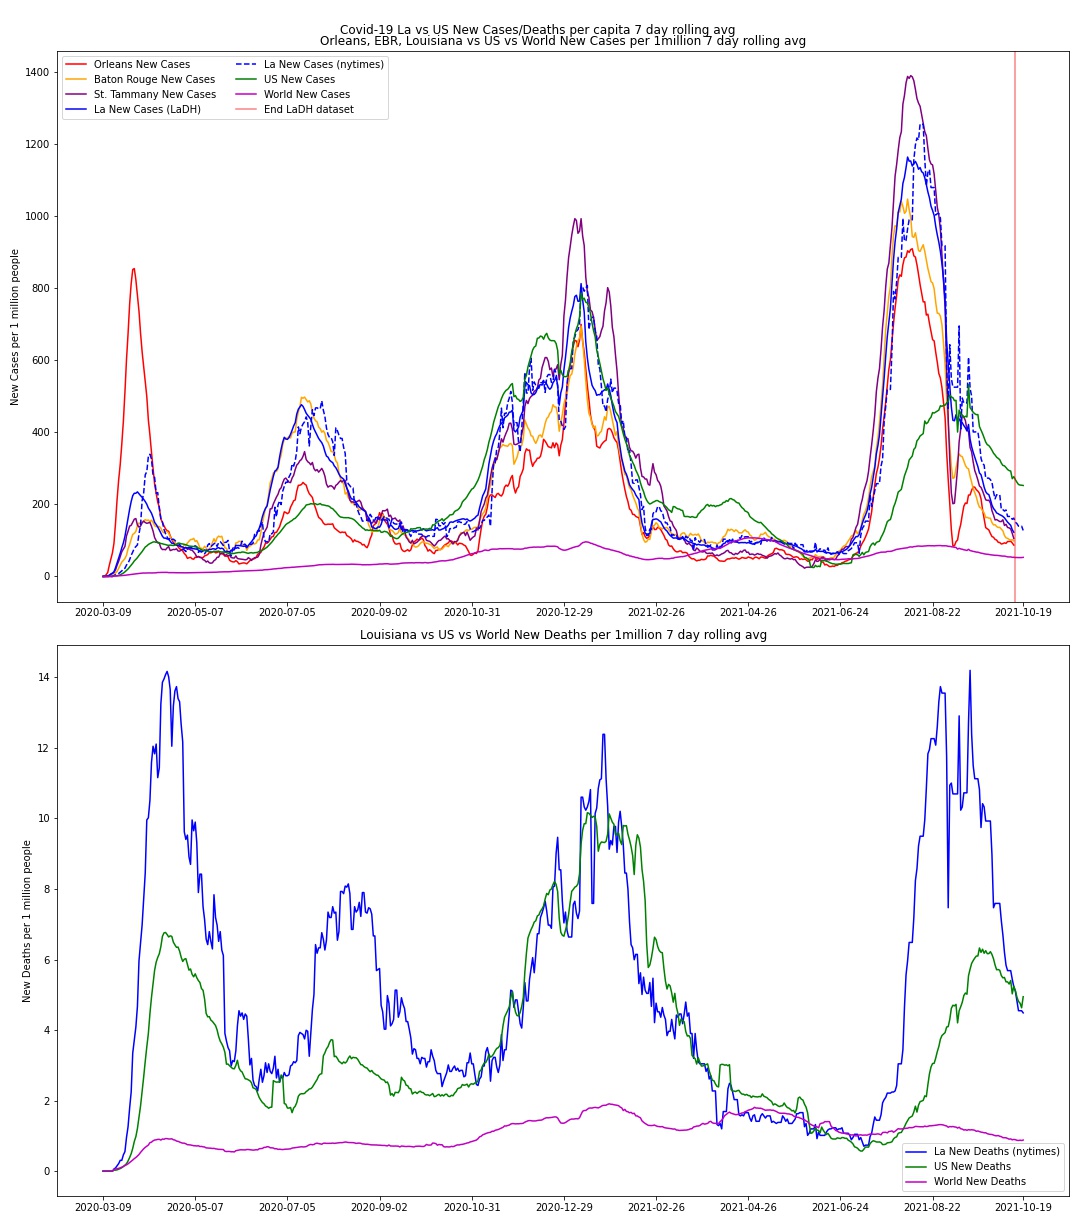 Covid-19 La vs US New Cases/Deaths per capita 7 day rolling avg
Orleans, EBR, Louisiana vs US vs World New Cases per 1million 7 day rolling avg
Orleans New Cases
Baton Rouge New Cases
St. Tammany New Cases
La New Cases (LaDH)
La New Cases (nytimes)
US New Cases
World New Cases
End LaDH dataset
New Cases per 1 million people
1400
1200
1000
800
600
400
200
0
2020-03-09 2020-05-07 2020-07-05 2020-09-02 2020-10-31 2020-12-29 2021-02-26 2021-04-26 2021-06-24 2021-08-22 2021-10-19
Louisiana vs US vs World New Deaths per 1million 7 day rolling avg
New Deaths per 1 million people
14
12
10
8
6
4
2
0
La New Deaths (nytimes)
US New Deaths
World New Deaths
2020-03-09 2020-05-07 2020-07-05 2020-09-02 2020-10-31 2020-12-29 2021-02-26 2021-04-26 2021-06-24 2021-08-22 2021-10-19